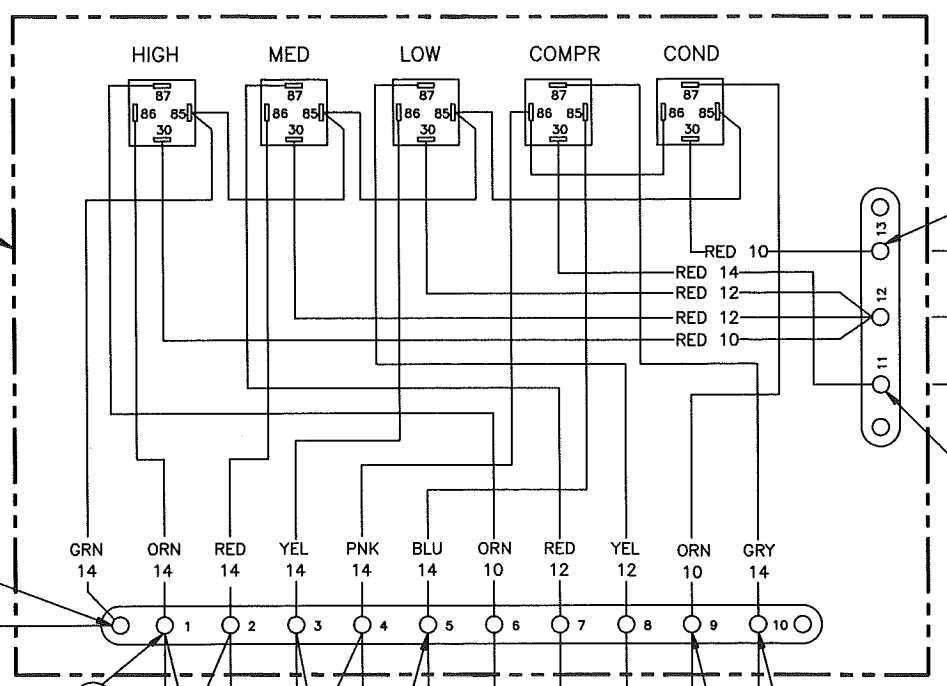 HIGH MED LOW COMPR COND
87 87 87 87 87
86 85 86 85 86 85 86 85 86 85
30 30 30 30 30
13
RED 10
RED 14
RED 12
12
RED 12
RED 10
11
GRN ORN RED YEL PNK BLU ORN RED YEL ORN GRY
14 14 14 14 14 14 10 12 12 10 14
1 2 3 4 5 6 7 8 9 10